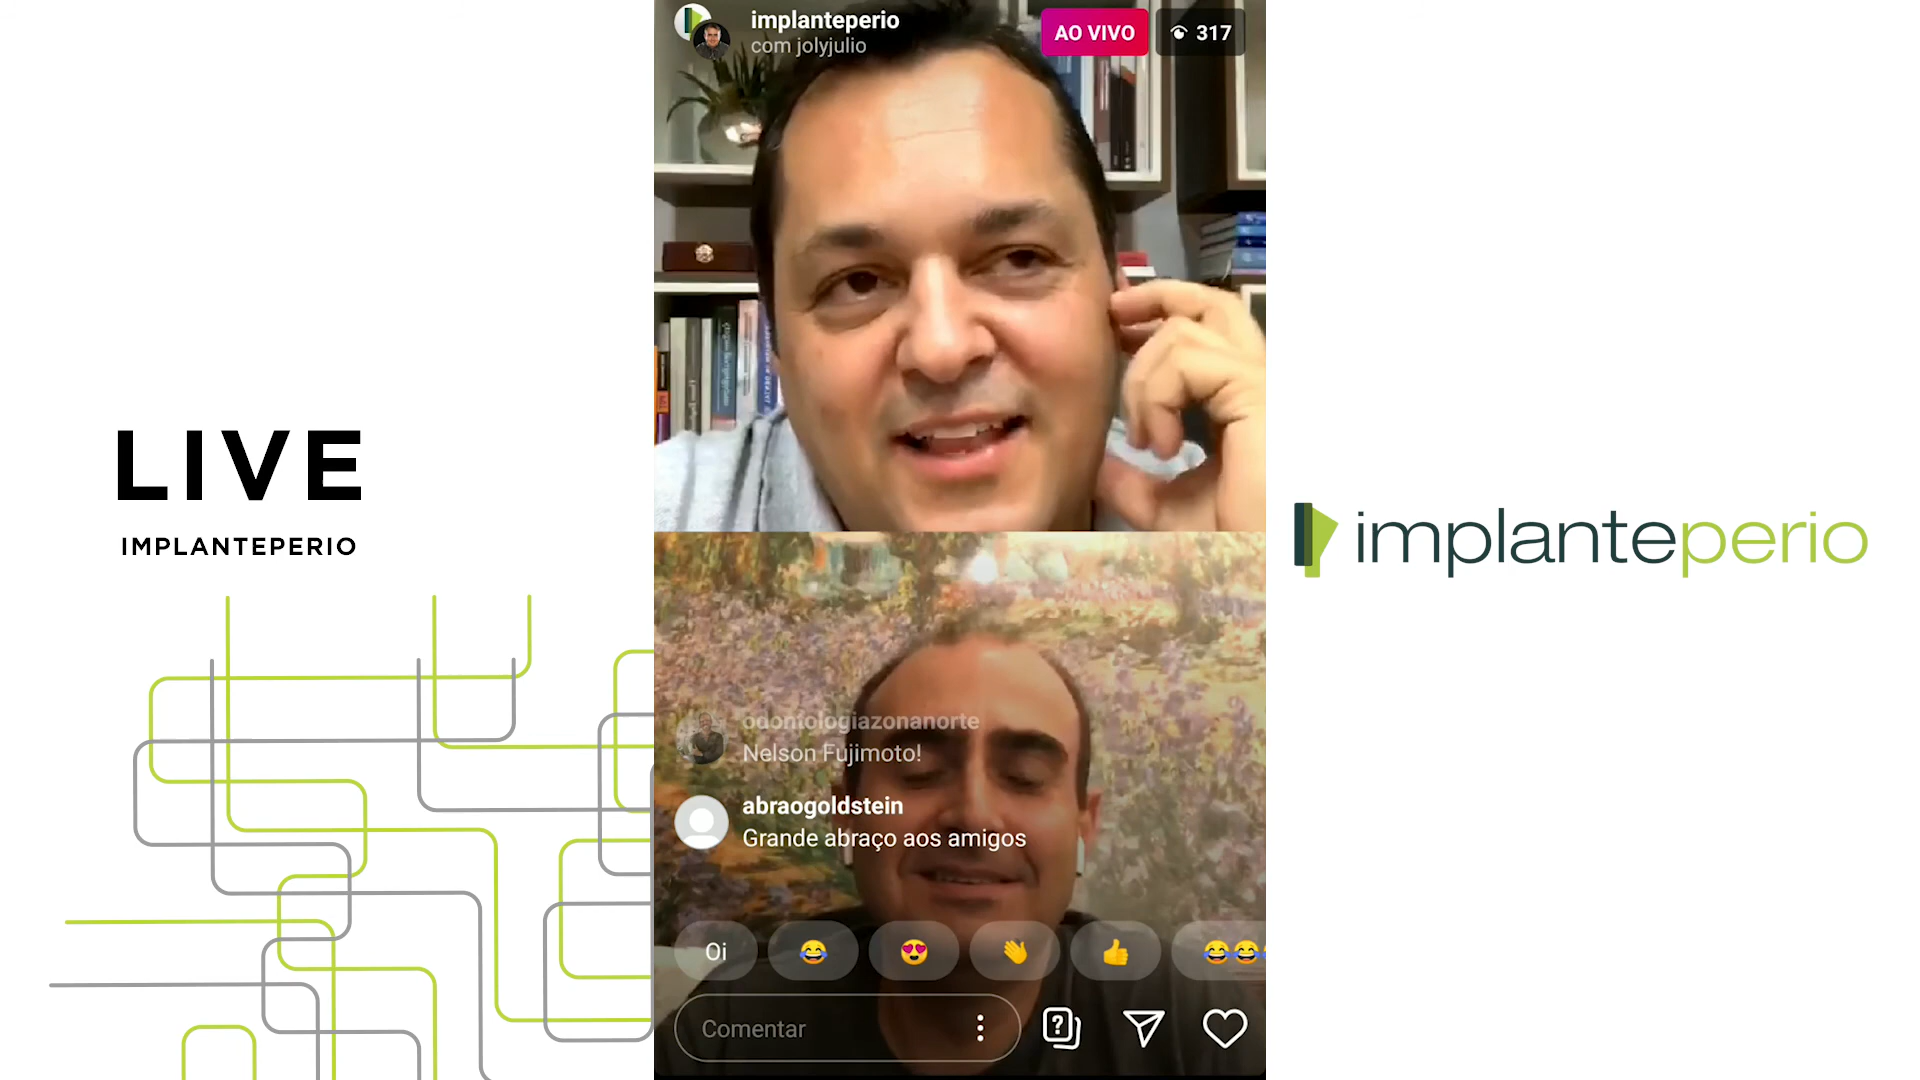 LIVE
IMPLANTEPERIO
implanteperio
com jolyjulio
AO VIVO
317
odontologiazonanorte
Nelson Fujimoto!
abraogoldstein
Grande abraço aos amigos
Oi
Comentar
implanteperio